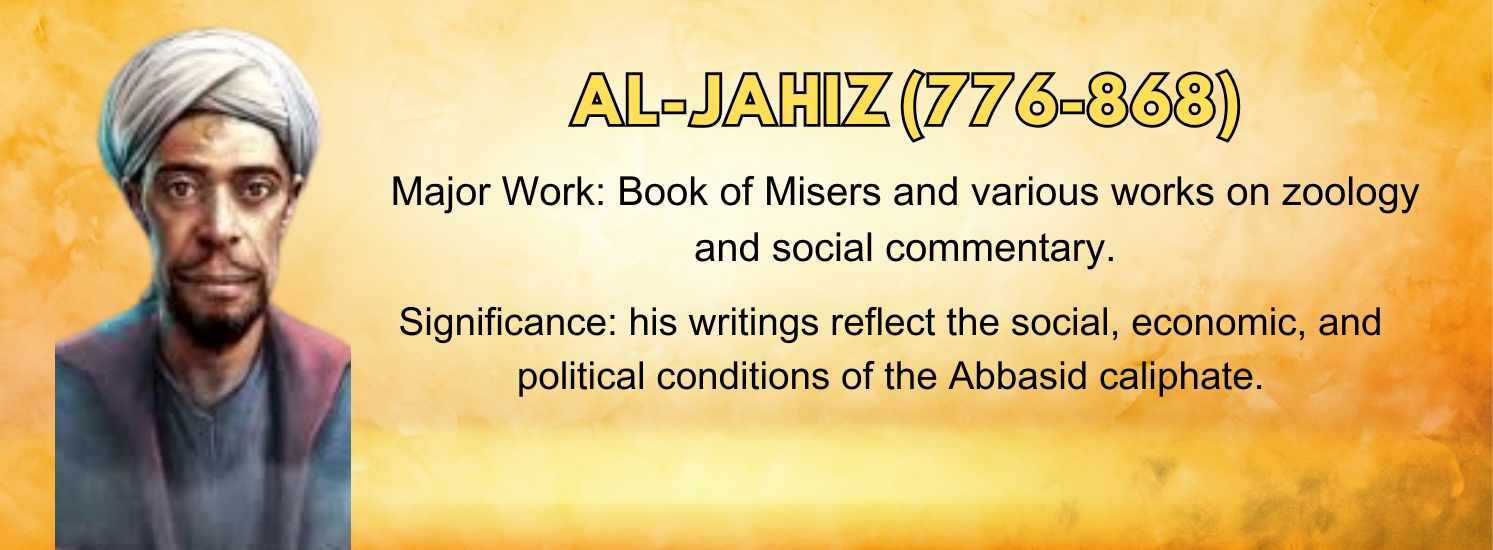 AL-JAHIZ (776-868)
Major Work: Book of Misers and various works on zoology
and social commentary.
Significance: his writings reflect the social, economic, and
political conditions of the Abbasid caliphate.